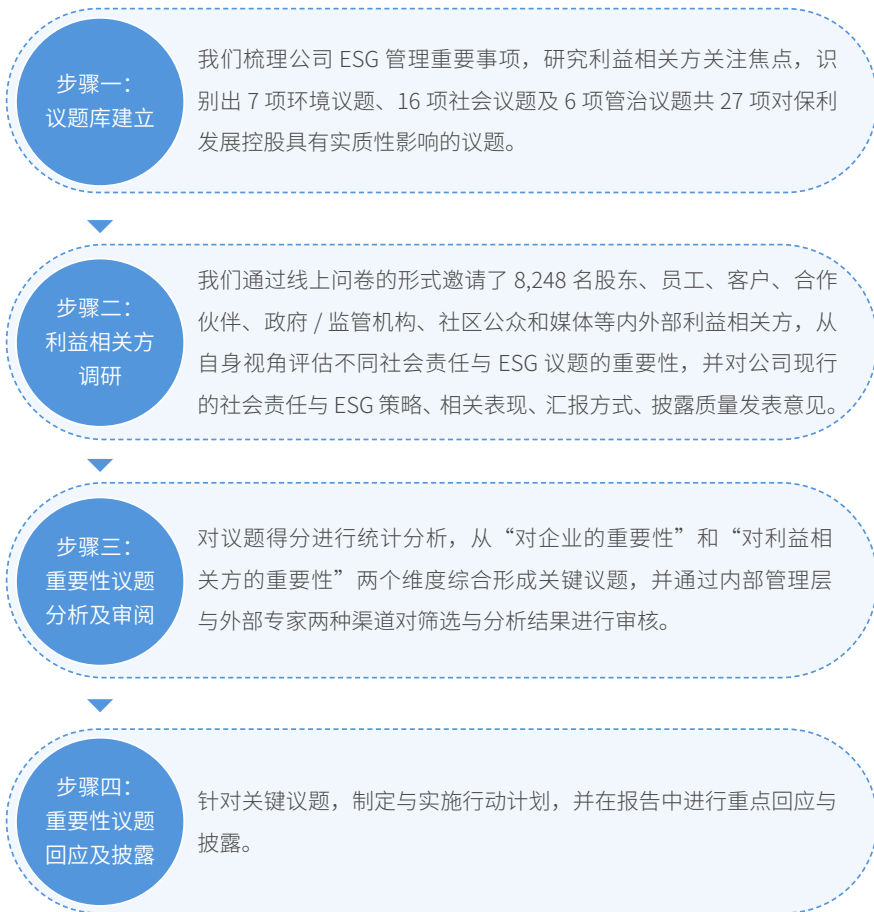 步骤一：
议题库建立
我们梳理公司 ESG 管理重要事项，研究利益相关方关注焦点，识
别出 7 项环境议题、16 项社会议题及 6 项管治议题共 27 项对保利
发展控股具有实质性影响的议题。
步骤二：
利益相关方
调研
我们通过线上问卷的形式邀请了 8,248 名股东、员工、客户、合作
伙伴、政府 / 监管机构、社区公众和媒体等内外部利益相关方，从
自身视角评估不同社会责任与 ESG 议题的重要性，并对公司现行
的社会责任与 ESG 策略、相关表现、汇报方式、披露质量发表意见。
步骤三：
重要性议题
分析及审阅
对议题得分进行统计分析，从“对企业的重要性”和“对利益相
关方的重要性”两个维度综合形成关键议题，并通过内部管理层
与外部专家两种渠道对筛选与分析结果进行审核。
步骤四：
重要性议题
回应及披露
针对关键议题，制定与实施行动计划，并在报告中进行重点回应与
披露。